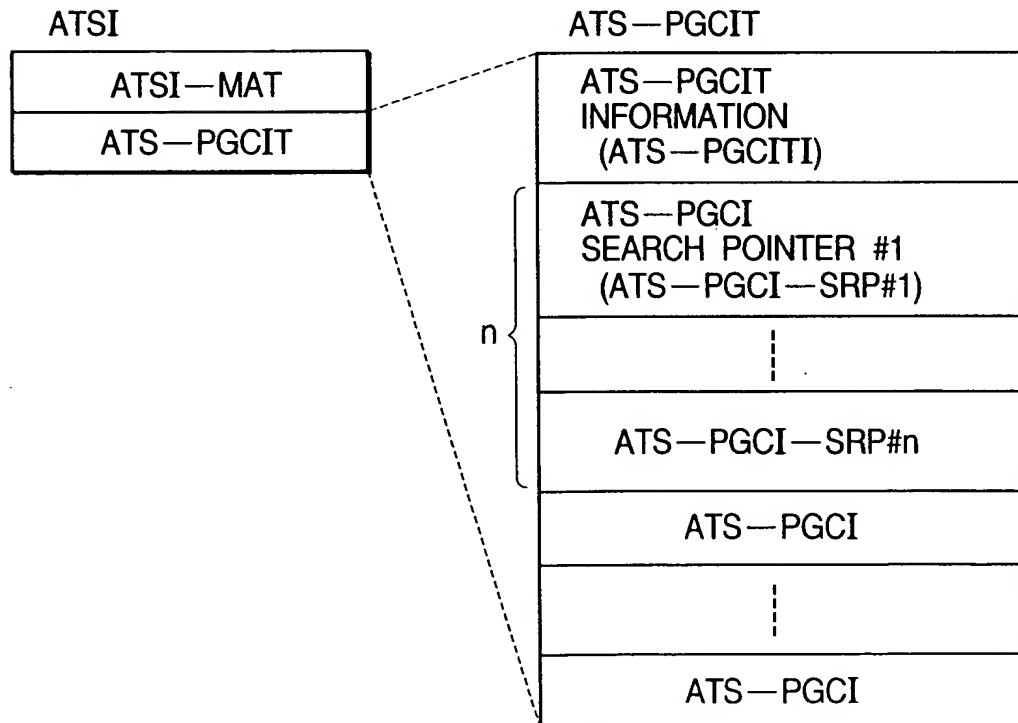 ATSI
ATSI—MAT
ATS—PGCIT
ATS—PGCIT
ATS—PGCIT
INFORMATION
(ATS—PGCITI)
ATS—PGCI
SEARCH POINTER #1
(ATS—PGCI—SRP#1)
n
ATS—PGCI—SRP#n
ATS—PGCI
ATS—PGCI